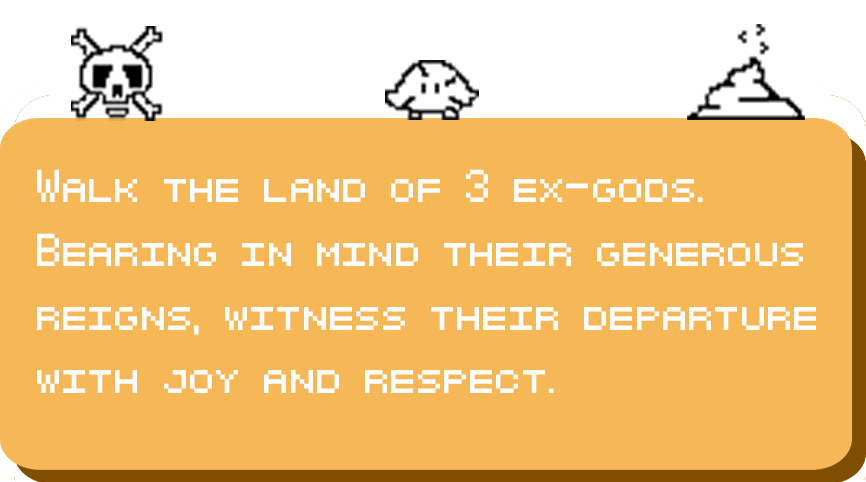 Walk the land of 3 ex-gods.
Bearing in mind their generous
reigns, witness their departure
with joy and respect.